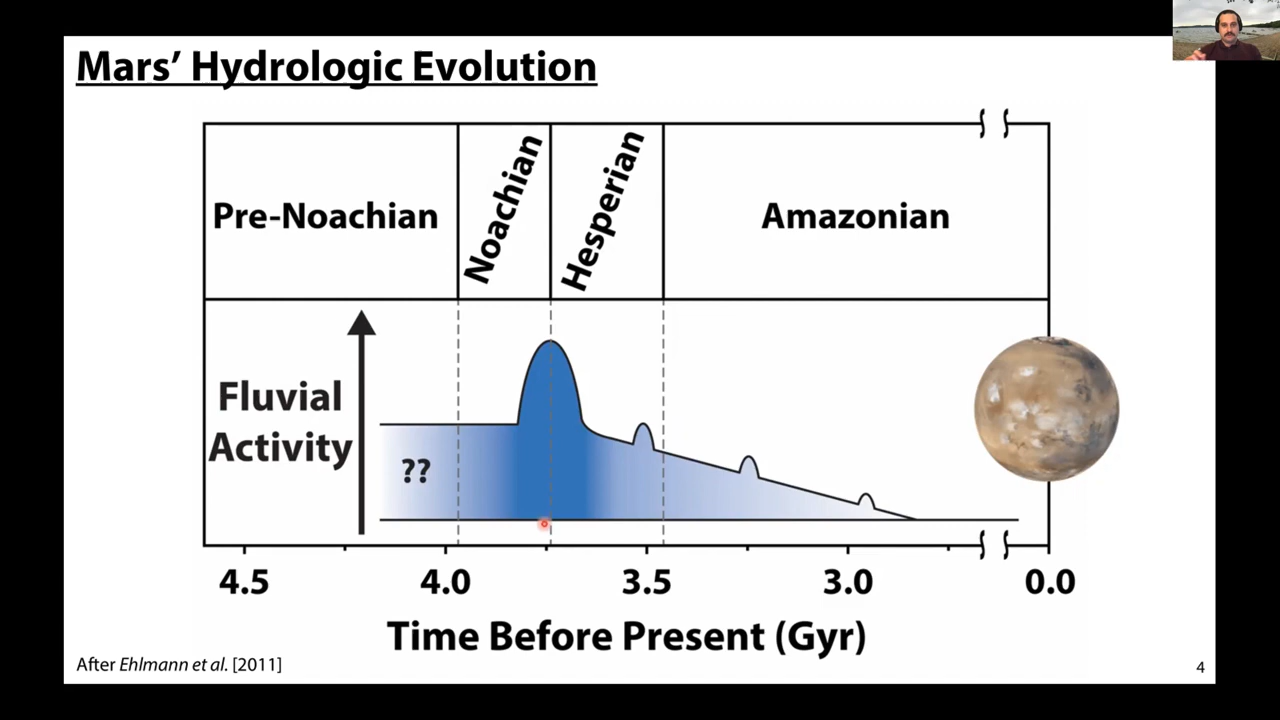 Mars’ Hydrologic Evolution
Pre-Noachian
Noachian
Hesperian
Amazonian
Fluvial
Activity
??
4.5
4.0
3.5
3.0
0.0
Time Before Present (Gyr)
After Ehlmann et al. [2011]
4